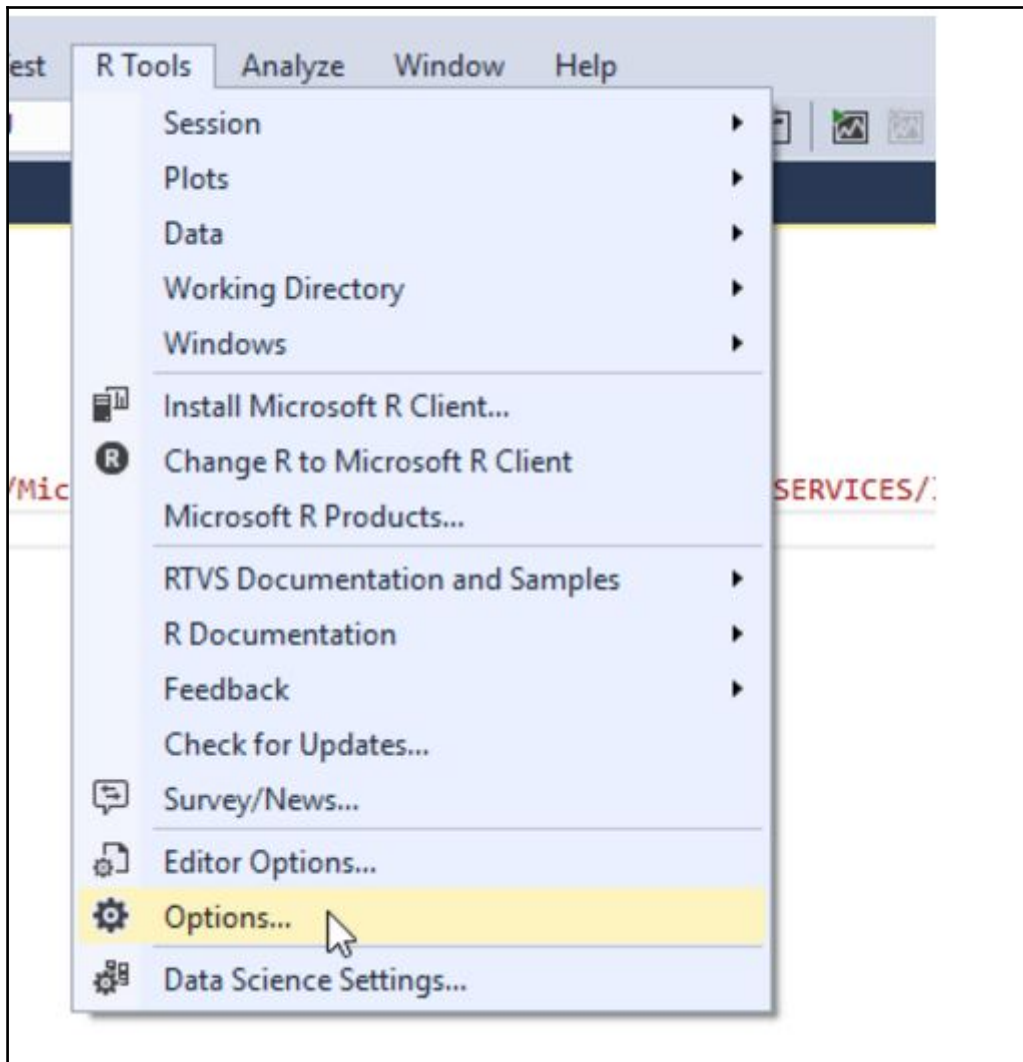 est R Tools Analyze Window Help
Session
Plots
Data
Working Directory
Windows
Install Microsoft R Client...
R Change R to Microsoft R Client
/Mic SERVICES/
Microsoft R Products...
RTVS Documentation and Samples
R Documentation
Feedback
Check for Updates...
Survey/News...
Editor Options...
Options...
Data Science Settings...